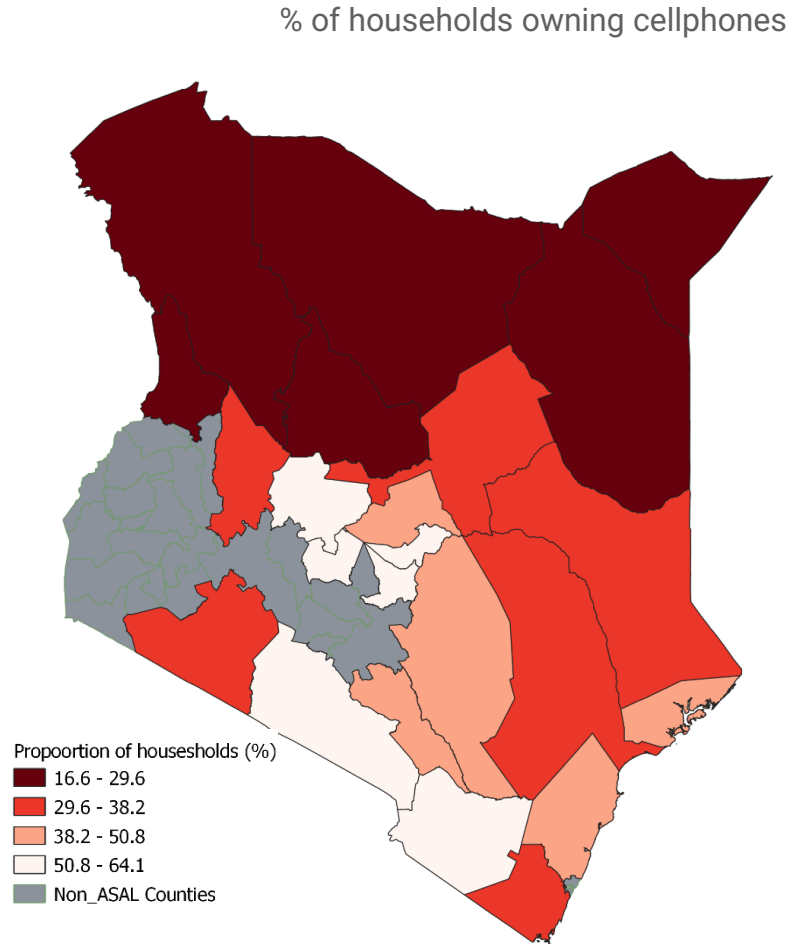 % of households owning cellphones
Propoortion of housesholds (%)
16.6 - 29.6
29.6 - 38.2
38.2 - 50.8
50.8 - 64.1
Non_ASAL Counties